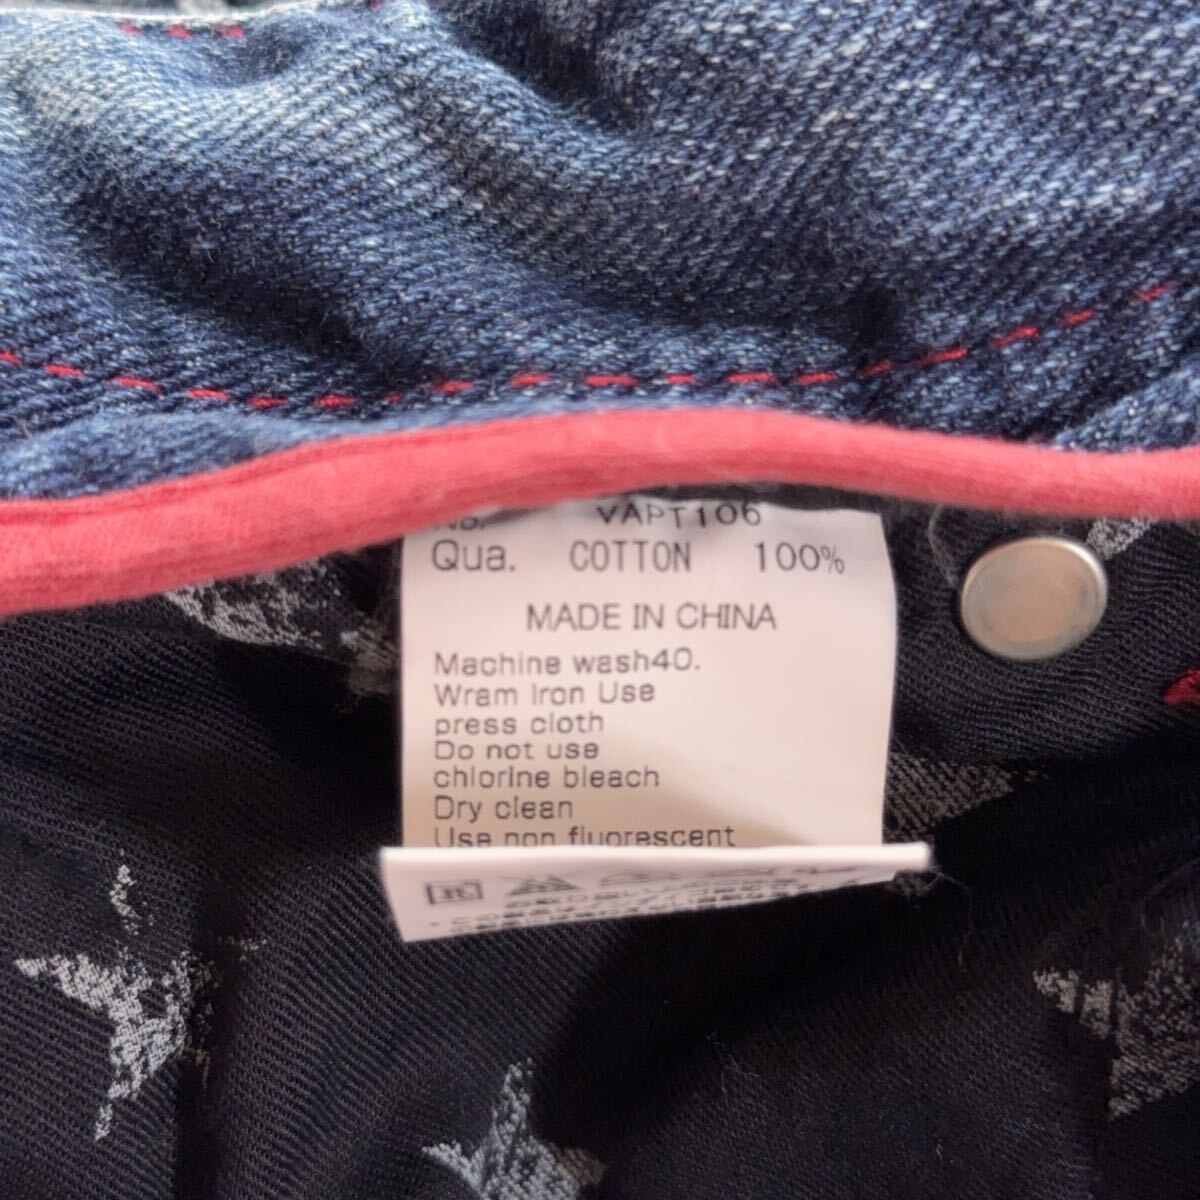 No. VAPT106
Qua. COTTON 100%
MADE IN CHINA
Machine wash40.
Wram Iron Use
press cloth
Do not use
chlorine bleach
Dry clean
Use non fluorescent